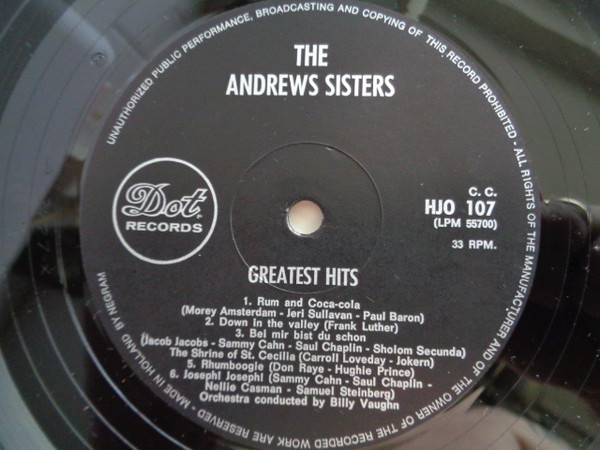 UNAUTHORIZED PUBLIC PERFORMANCE, BROADCASTING AND COPYING OF THIS RECORD PROHIBITED - ALL RIGHTS OF THE MANUFACTURER AND OF THE OWNER OF THE RECORDED WORK ARE RESERVED - MADE IN HOLLAND BY NEGRAM
THE
ANDREWS SISTERS
Dot
RECORDS
C. C.
HJO 107
(LPM 55700)
33 RPM.
GREATEST HITS
1. Rum and Coca-cola
(Morey Amsterdam - Jeri Sullavan - Paul Baron)
2. Down in the valley (Frank Luther)
3. Bei mir bist du schon
(Jacob Jacobs - Sammy Cahn - Saul Chaplin - Sholom Secunda)
The Shrine of St. Cecilia (Carroll Loveday - Jokern)
5. Rhumboogie (Don Raye - Hughie Prince)
6. Joseph! Joseph! (Sammy Cahn - Saul Chaplin -
Nellie Casman - Samuel Steinberg)
Orchestra conducted by Billy Vaughn